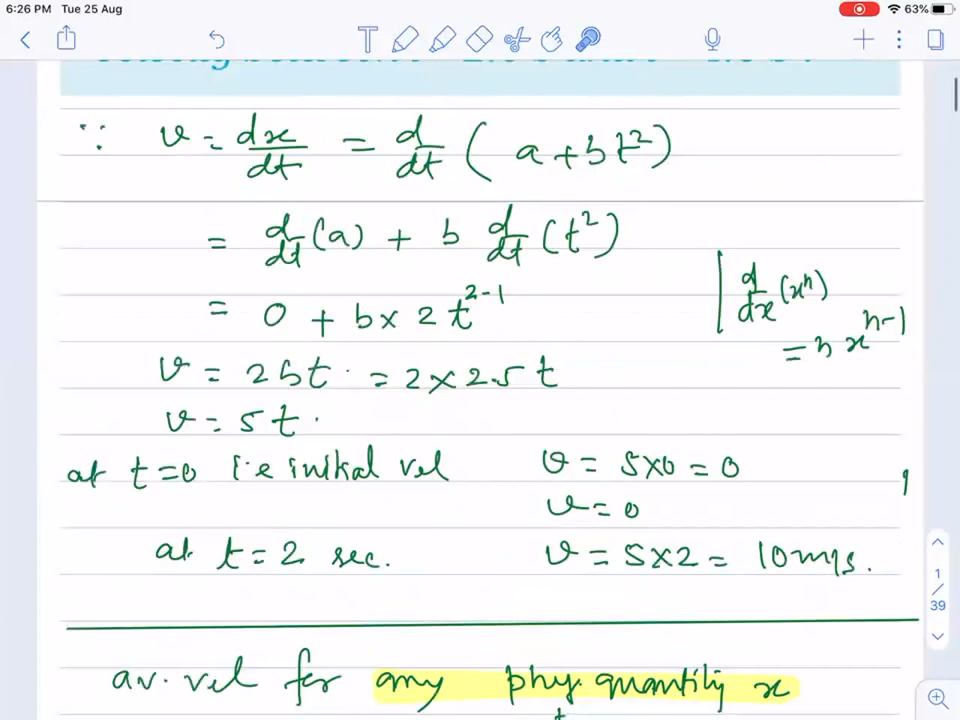 6:26 PM Tue 25 Aug 63%
∵ v = dx/dt = d/dt (a + bt²)
= d/dt (a) + b d/dt (t²)
= 0 + b × 2 t^{2-1}
| d/dx (xⁿ)
= n x^{n-1}
v = 2bt · = 2 × 2.5 t
v = 5t ·
at t=0 i.e initial vel v = 5×0 = 0
v = 0
at t = 2 sec. v = 5×2 = 10 m/s.
1
/
39
av. vel for any phy. quantity x